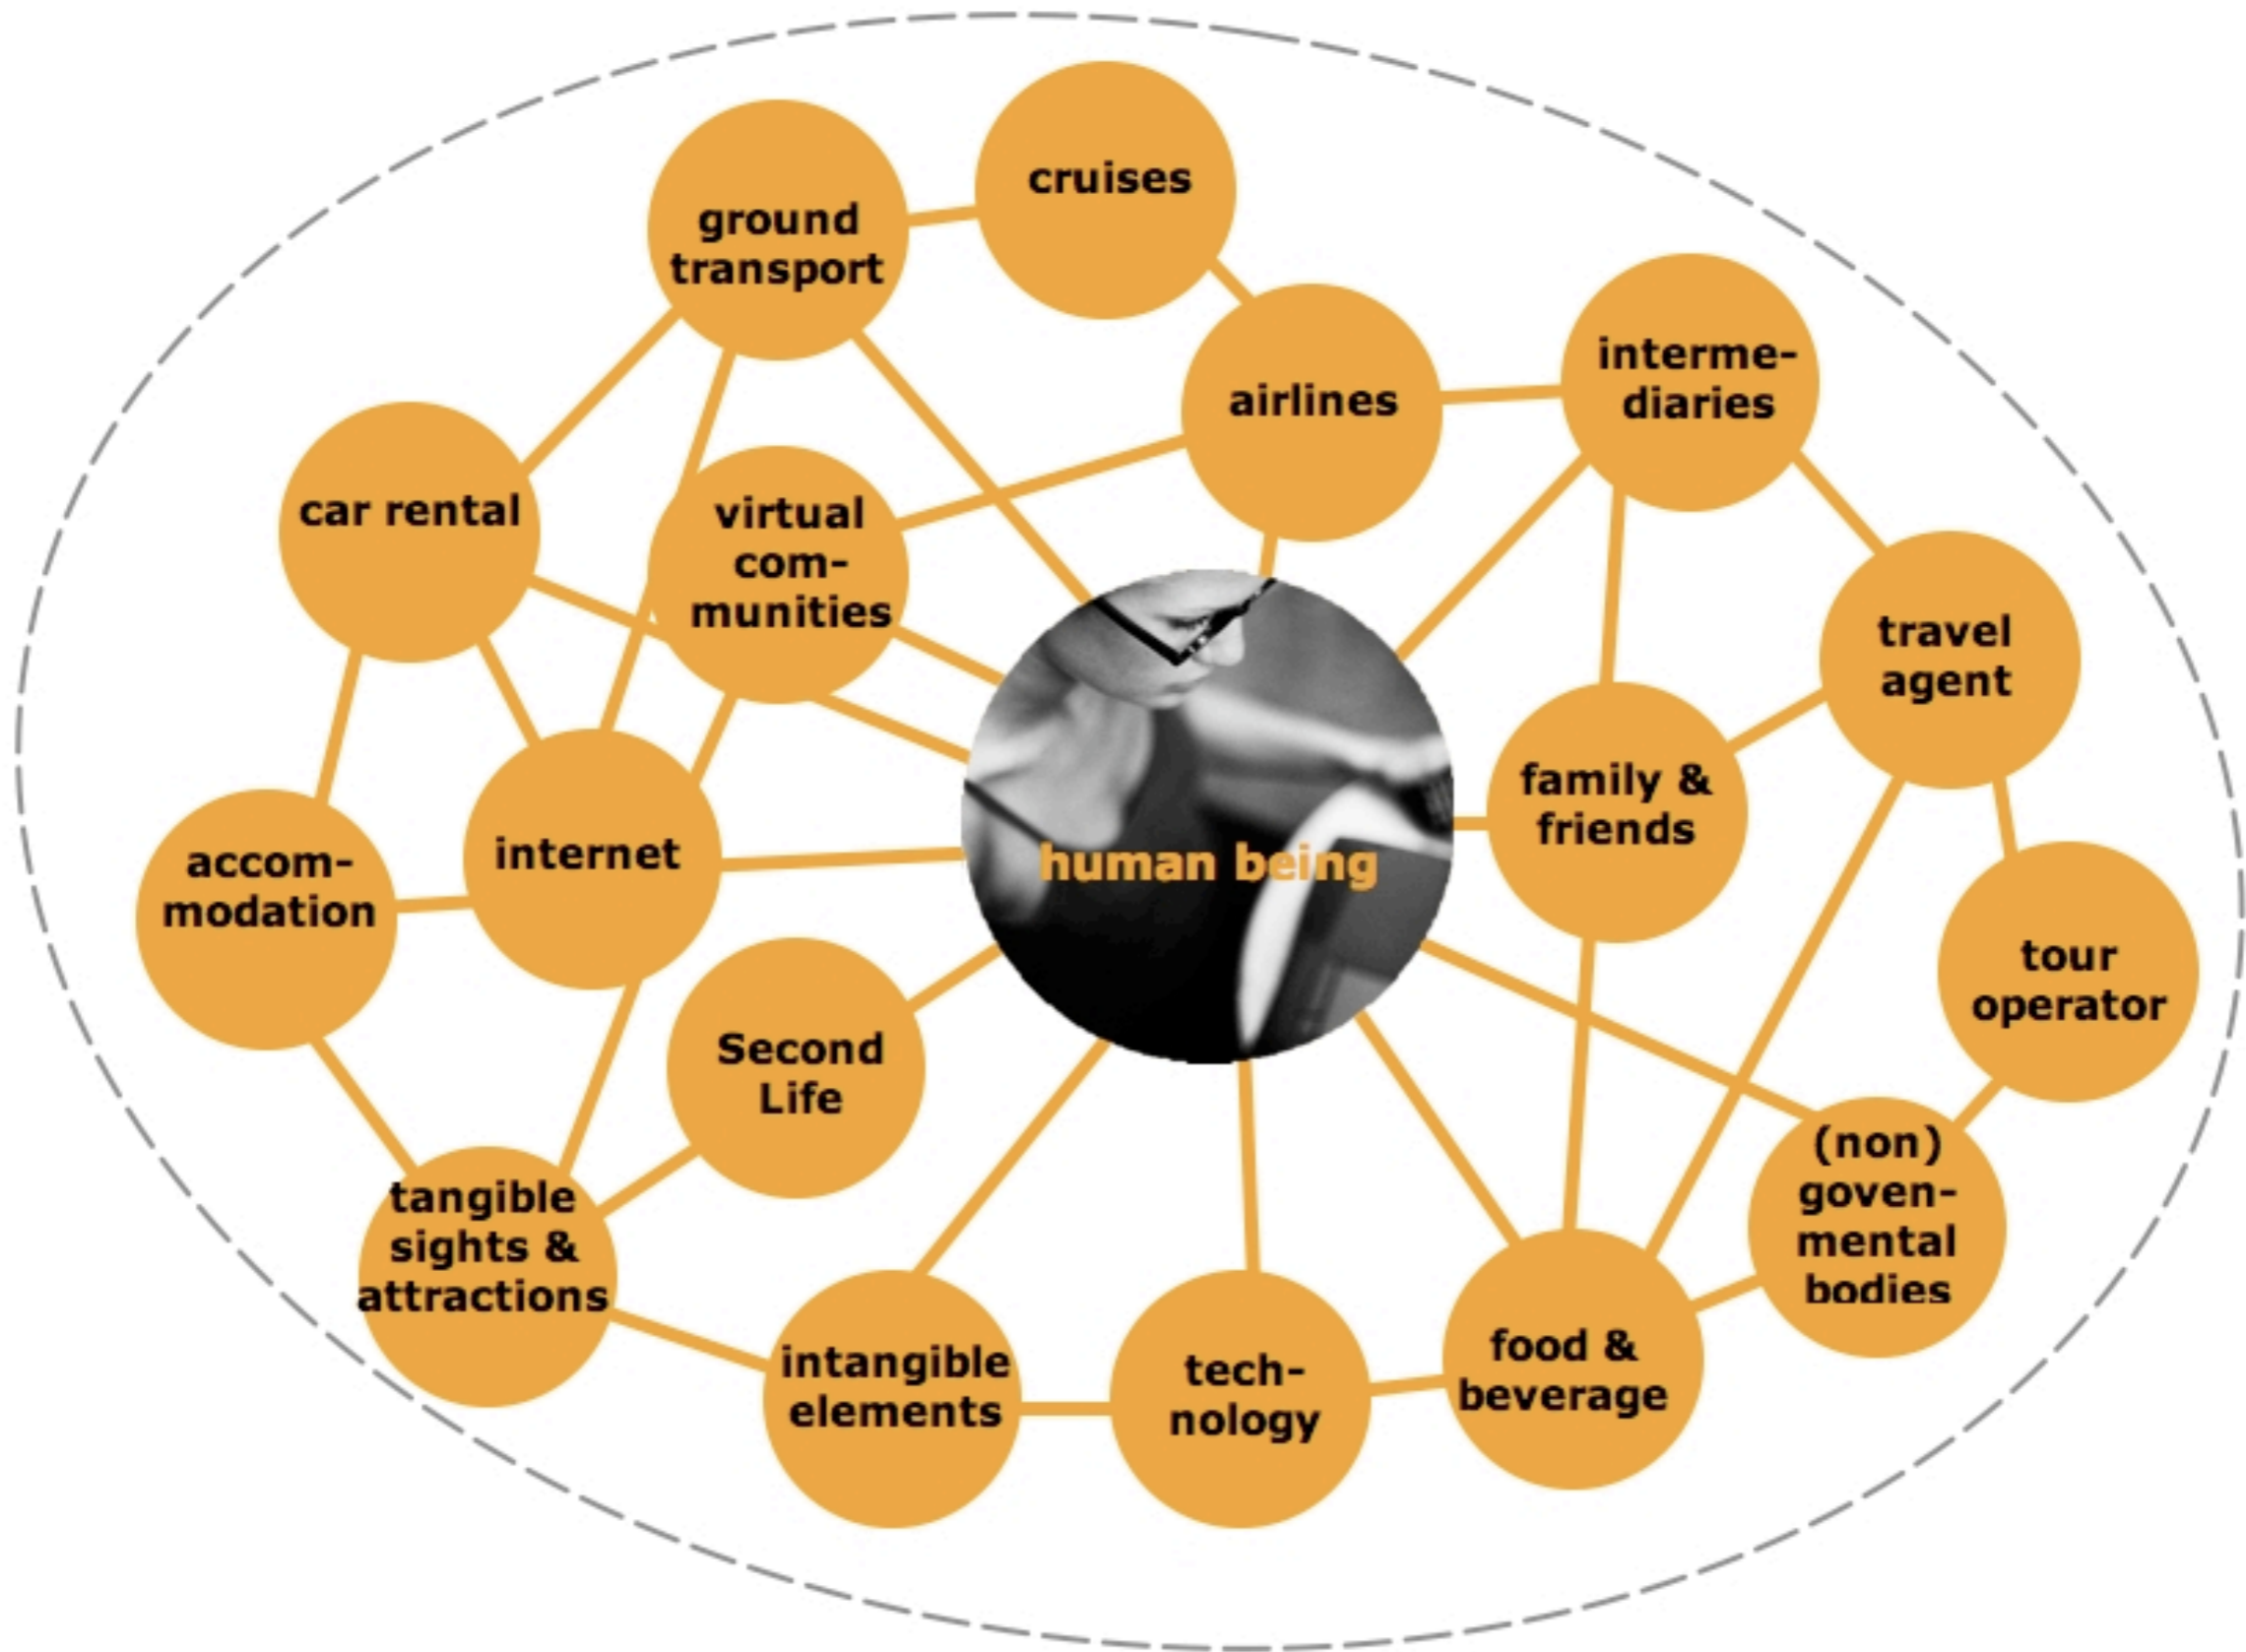 cruises
ground
transport
interme-
diaries
airlines
car rental
virtual
com-
munities
travel
agent
family &
friends
accom-
modation
internet
human being
tour
operator
Second
Life
(non)
goven-
mental
bodies
tangible
sights &
attractions
intangible
elements
tech-
nology
food &
beverage